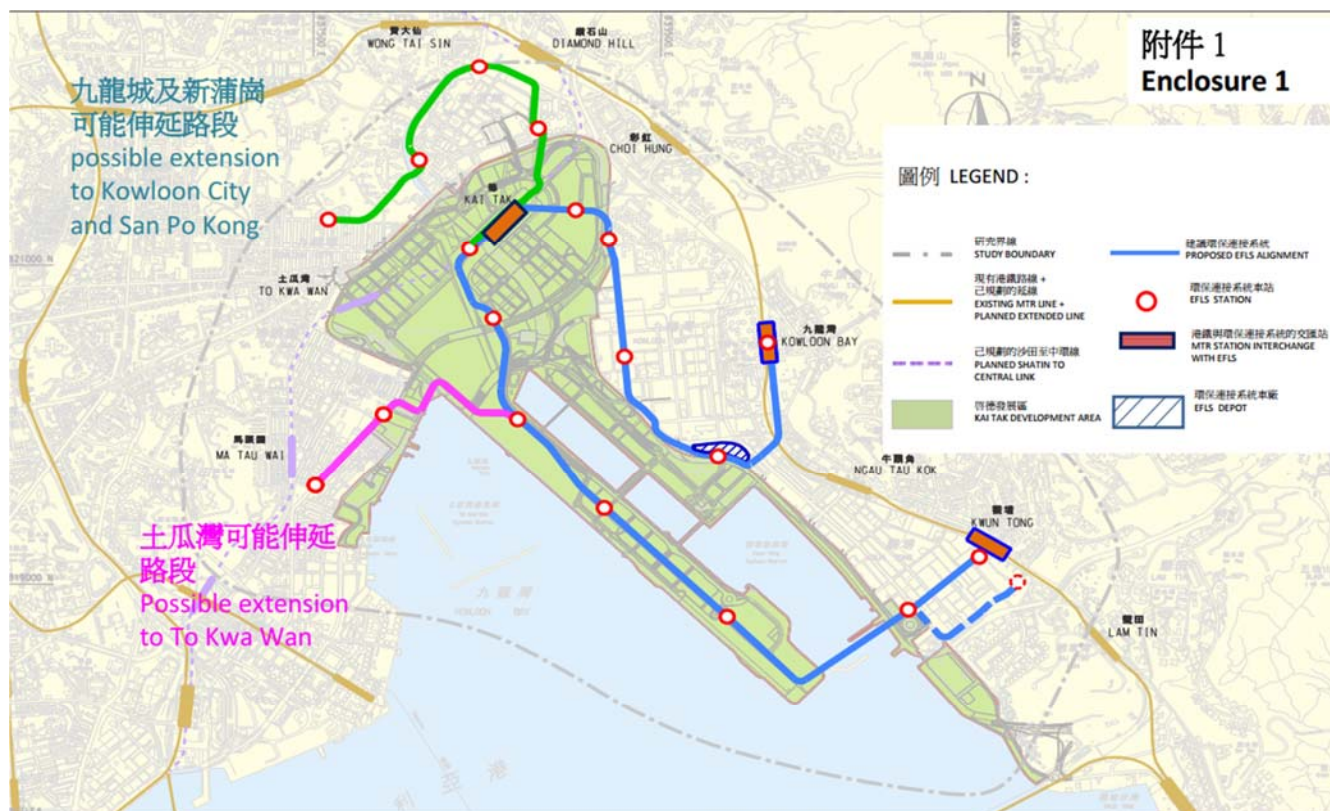 附件 1
Enclosure 1
黃大仙
WONG TAI SIN
鑽石山
DIAMOND HILL
九龍城及新蒲崗
可能伸延路段
possible extension
to Kowloon City
and San Po Kong
彩虹
CHOI HUNG
KAI TAK
土瓜灣
TO KWA WAN
九龍灣
KOWLOON BAY
馬頭圍
MA TAU WAI
牛頭角
NGAU TAU KOK
觀塘
KWUN TONG
藍田
LAM TIN
土瓜灣可能伸延
路段
Possible extension
to To Kwa Wan
九龍灣
N
圖例 LEGEND :
研究界線
STUDY BOUNDARY
現有港鐵路線 +
已規劃的延線
EXISTING MTR LINE +
PLANNED EXTENDED LINE
已規劃的沙田至中環線
PLANNED SHATIN TO
CENTRAL LINK
啓德發展區
KAI TAK DEVELOPMENT AREA
建議環保連接系統
PROPOSED EFLS ALIGNMENT
環保連接系統車站
EFLS STATION
港鐵與環保連接系統的交匯站
MTR STATION INTERCHANGE
WITH EFLS
環保連接系統車廠
EFLS DEPOT